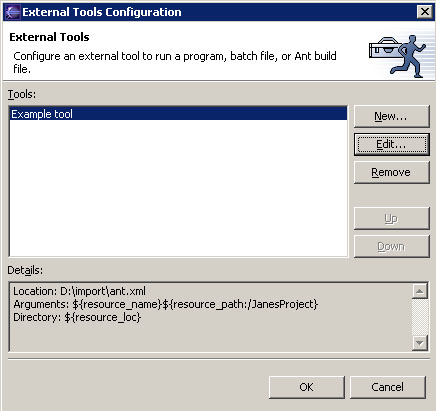 External Tools Configuration
External Tools
Configure an external tool to run a program, batch file, or Ant build
file.
Tools:
Example tool
New...
Edit...
Remove
Up
Down
Details:
Location: D:\import\ant.xml
Arguments: ${resource_name}${resource_path:/JanesProject}
Directory: ${resource_loc}
OK
Cancel